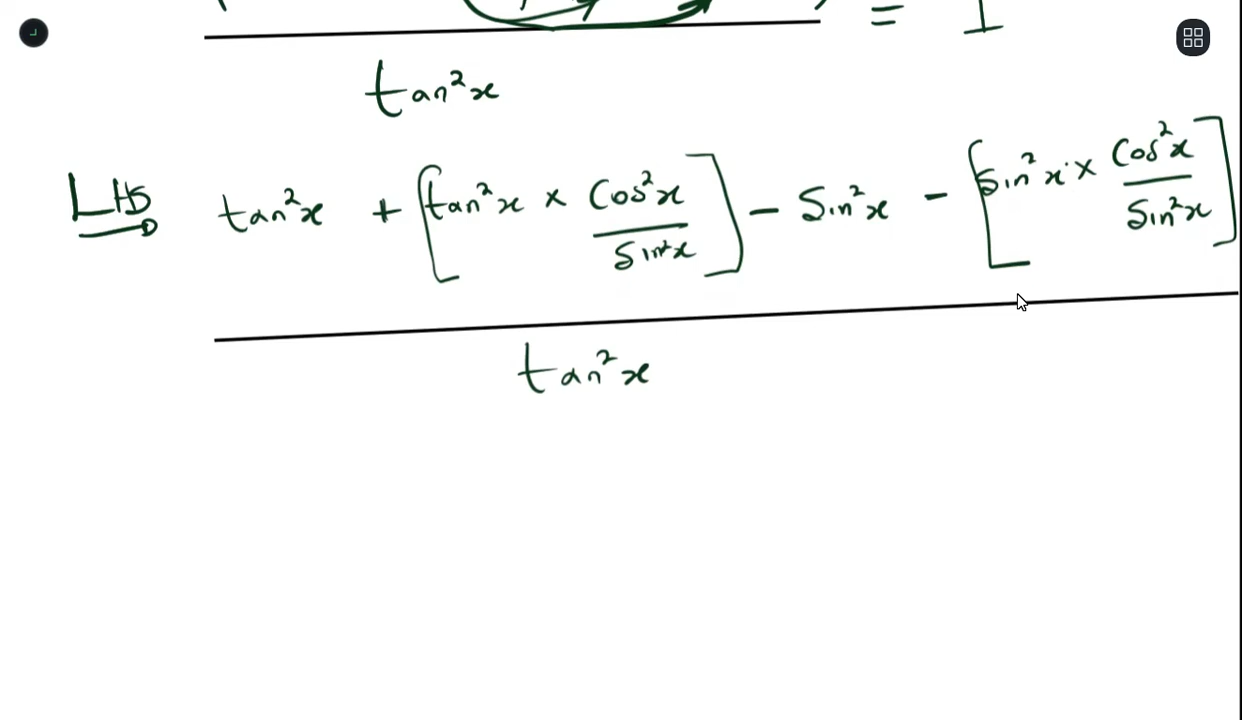 = 1
tan²x
LHS tan²x + [tan²x × Cos²x / Sin²x] - Sin²x - [Sin²x × Cos²x / Sin²x]
tan²x